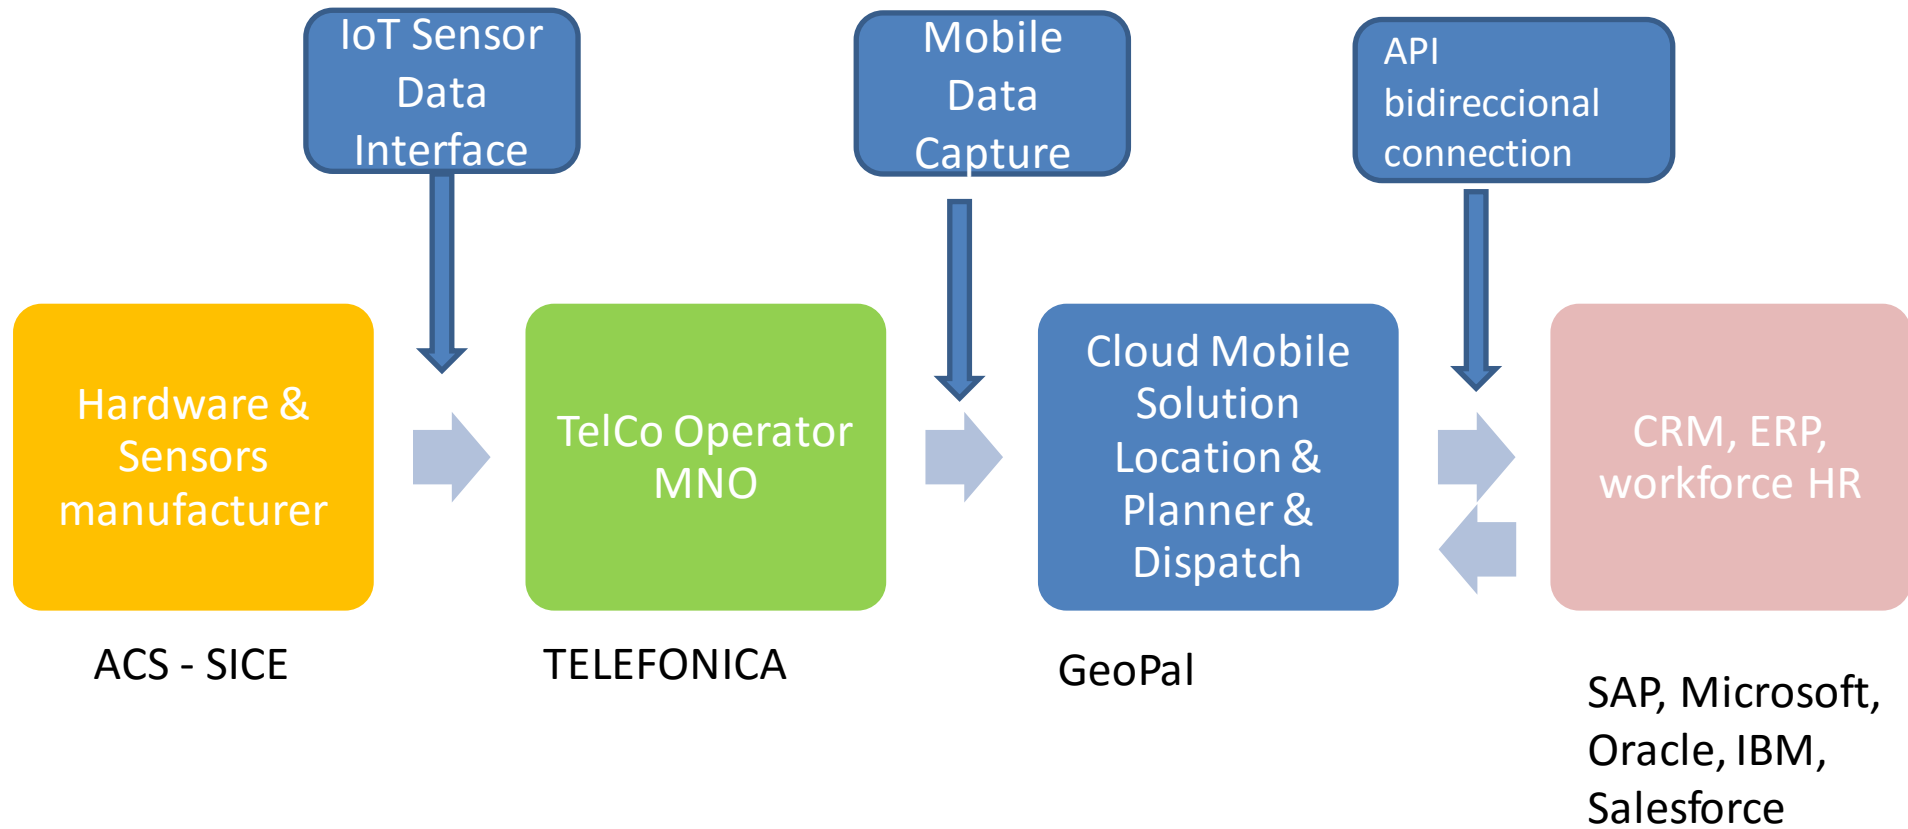 IoT Sensor
Data
Interface
Mobile
Data
Capture
API
bidireccional
connection
Hardware &
Sensors
manufacturer
TelCo Operator
MNO
Cloud Mobile
Solution
Location &
Planner &
Dispatch
CRM, ERP,
workforce HR
ACS - SICE
TELEFONICA
GeoPal
SAP, Microsoft,
Oracle, IBM,
Salesforce